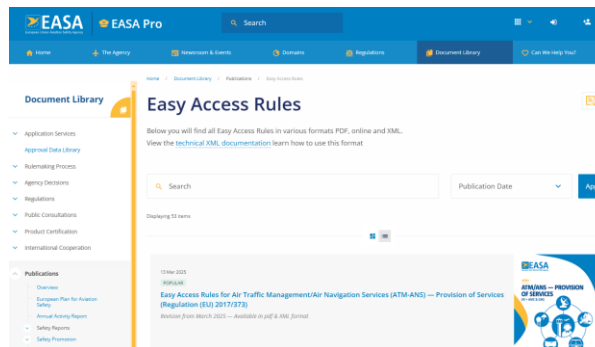 EASA
European Union Aviation Safety Agency
EASA Pro
Search
Home
The Agency
Newsroom & Events
Domains
Regulations
Document Library
Can We Help You?
Home
Document Library
Publications
Easy Access Rules
Document Library
Application Services
Approval Data Library
Rulemaking Process
Agency Decisions
Regulations
Public Consultations
Product Certification
International Cooperation
Publications
Overview
European Plan for Aviation
Safety
Annual Activity Report
Safety Reports
Safety Promotion
Easy Access Rules
Below you will find all Easy Access Rules in various formats PDF, online and XML.
View the technical XML documentation learn how to use this format
Search
Publication Date
Ap
Displaying 53 items
13 Mar 2025
POPULAR
Easy Access Rules for Air Traffic Management/Air Navigation Services (ATM-
ANS) — Provision of Services
(Regulation (EU) 2017/373)
Revision from March 2025 — Available in pdf & XML format
EASA
ATM/ANS — PROVISION
OF SERVICES